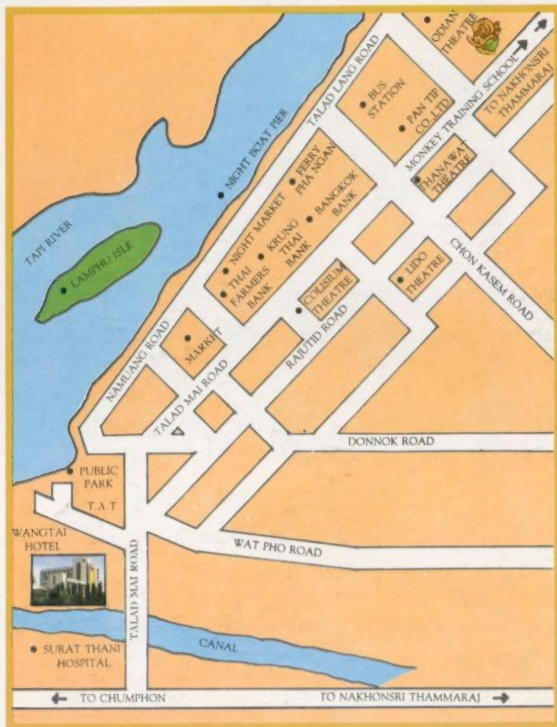 ODIAN
THEATRE
MONKEY TRAINING SCHOOL
TO NAKHONSRI
THAMMARAJ
TALAD LANG ROAD
BUS
STATION
PAN TIP
CO.,LTD
THANAWAT
THEATRE
NIGHT BOAT PIER
FERRY
PHA NGAN
BANGKOK
BANK
NIGHT MARKET
KRUNG
THAI
BANK
THAI
FARMERS
BANK
CHON KASEM ROAD
LIDO
THEATRE
COLISIUM
THEATRE
RAJUTID ROAD
TAPI RIVER
LAMPHU ISLE
NAMUANG ROAD
MARKET
TALAD MAI ROAD
DONNOK ROAD
PUBLIC
PARK
T.A.T
WANGTAI
HOTEL
WAT PHO ROAD
TALAD MAI ROAD
SURAT THANI
HOSPITAL
CANAL
TO CHUMPHON
TO NAKHONSRI THAMMARAJ